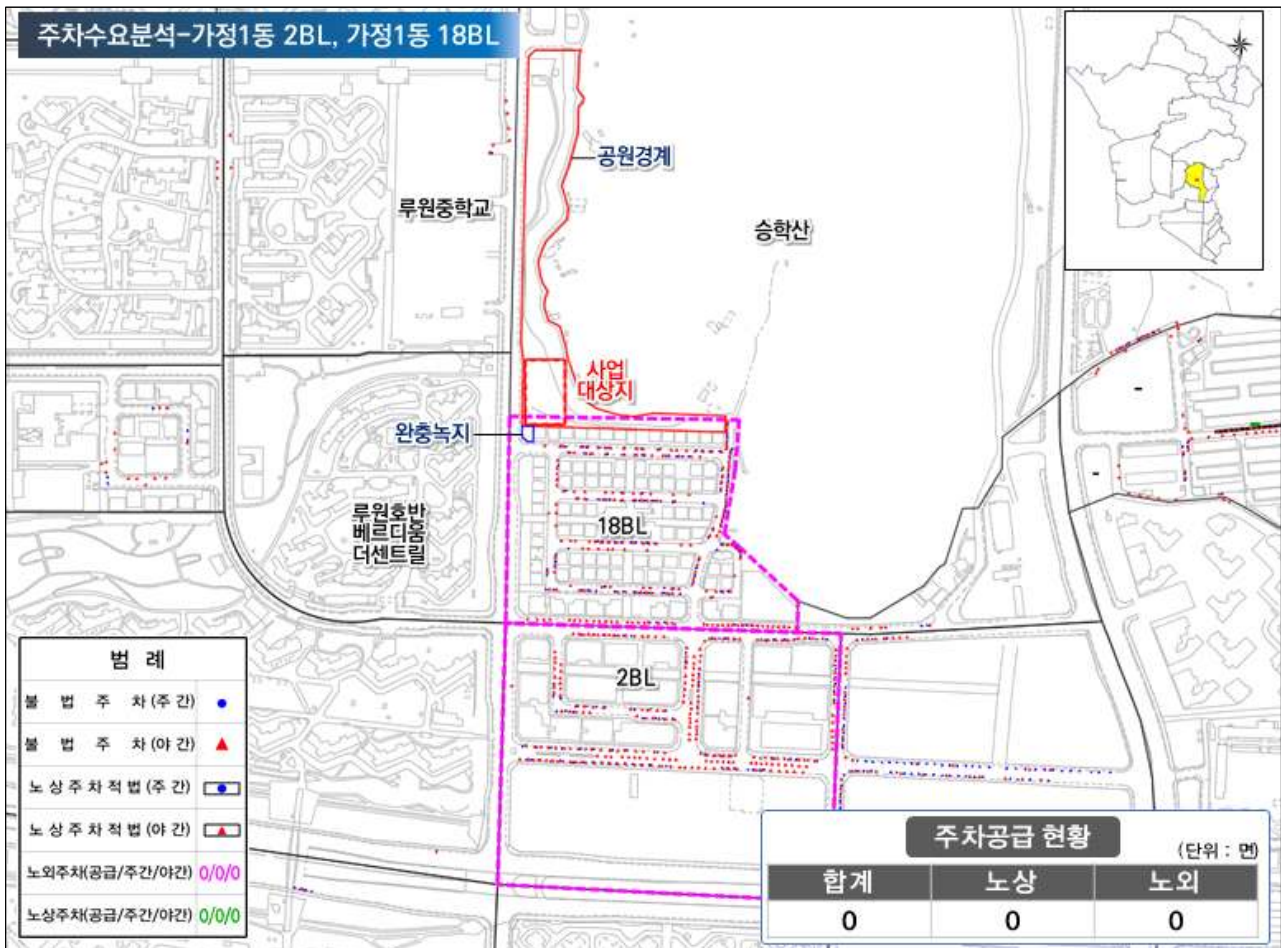 주차수요분석-가정1동 2BL, 가정1동 18BL
공원경계
루원중학교
승학산
사업
대상지
완충녹지
루원호반
베르디움
더센트럴
18BL
2BL
범 례
불 법 주 차 (주 간)
불 법 주 차 (야 간)
노 상 주 차 적 법 (주 간)
노 상 주 차 적 법 (야 간)
노외주차(공급/주간/야간) 0/0/0
노상주차(공급/주간/야간) 0/0/0
주차공급 현황
(단위 : 면)
합계 노상 노외
0 0 0